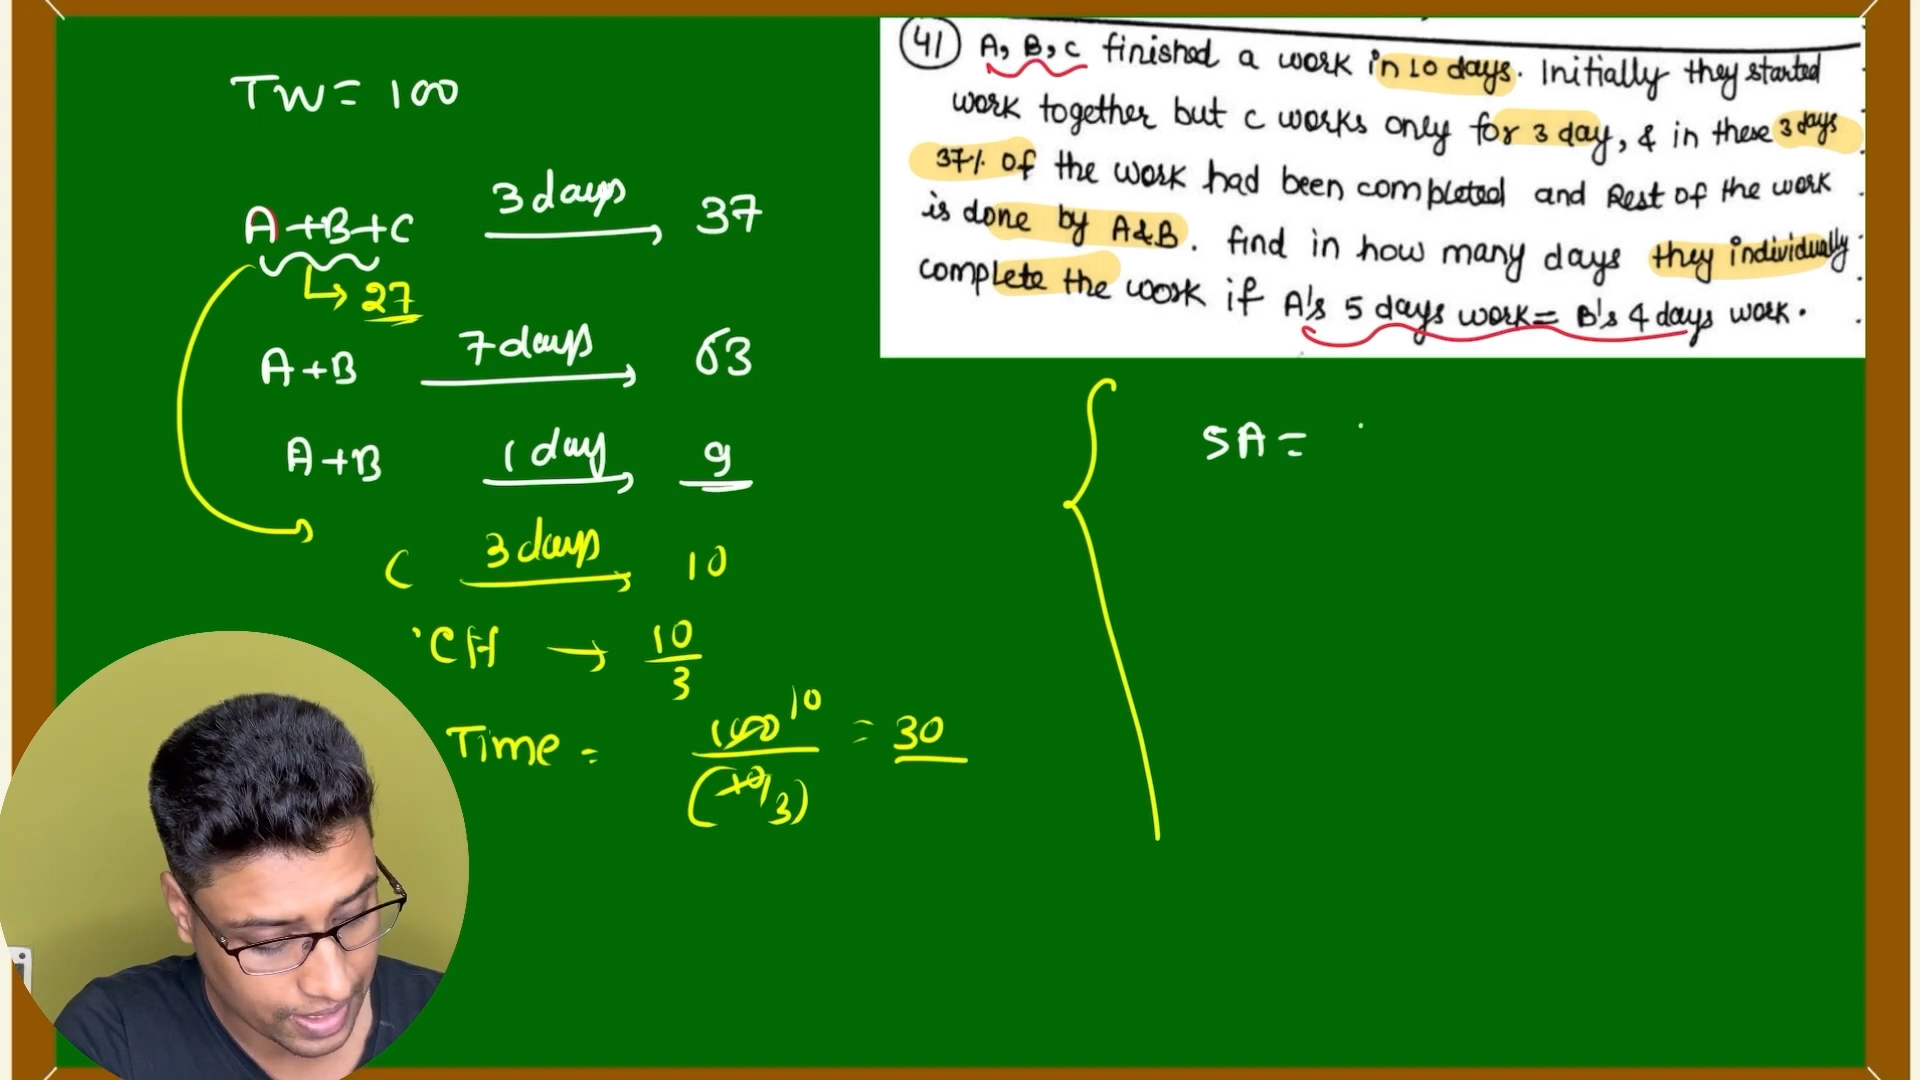 TW = 100
A+B+C 3 days → 37
↳ 27
A+B 7 days → 63
A+B 1 day → 9
C 3 days → 10
→ 10/3
Time = 100 10 / (10/3) = 30
(41) A, B, C finished a work in 10 days. Initially they started
work together but C works only for 3 day, & in these 3 days
37% of the work had been completed and Rest of the work
is done by A&B. find in how many days they individually
complete the work if A's 5 days work = B's 4 days work.
5A =